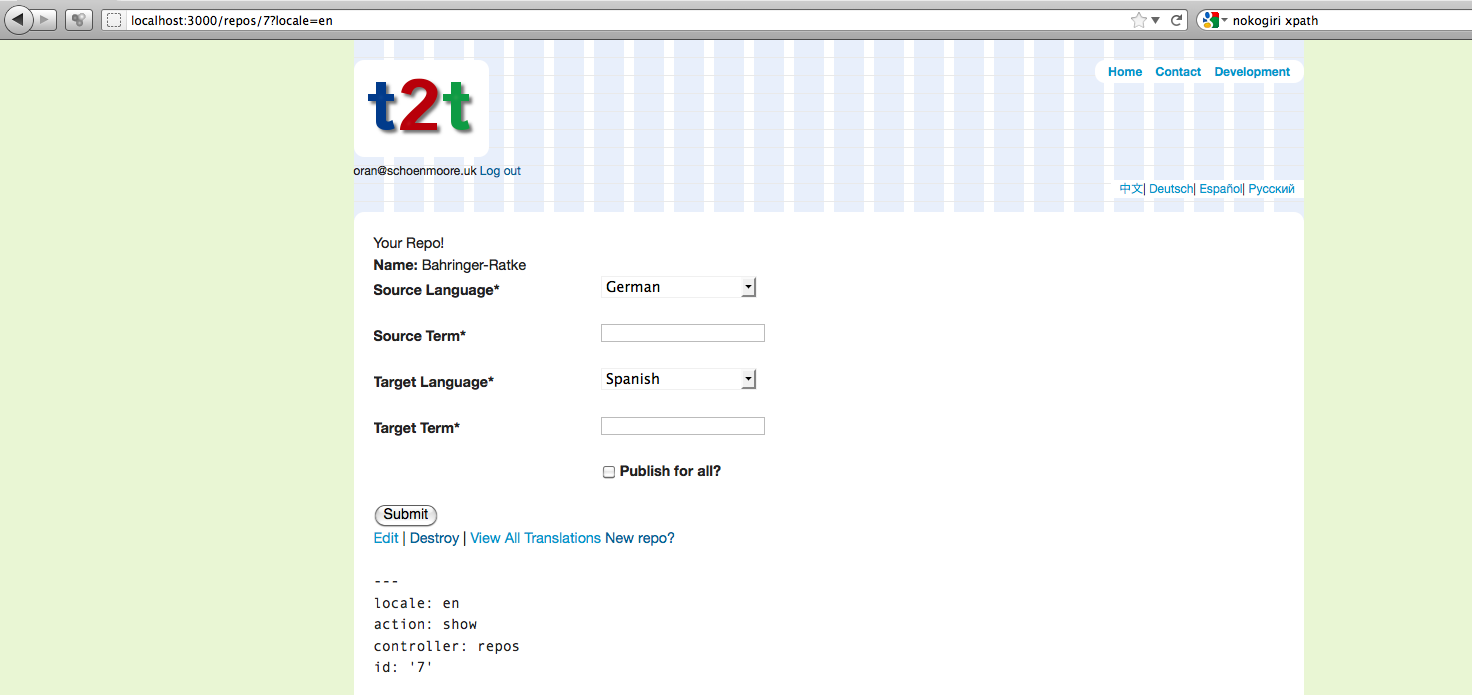 localhost:3000/repos/7?locale=en
nokogiri xpath
t2t
Home Contact Development
oran@schoenmoore.uk Log out
中文| Deutsch| Español| Русский
Your Repo!
Name: Bahringer-Ratke
Source Language* German
Source Term*
Target Language* Spanish
Target Term*
Publish for all?
Submit
Edit | Destroy | View All Translations New repo?
---
locale: en
action: show
controller: repos
id: '7'